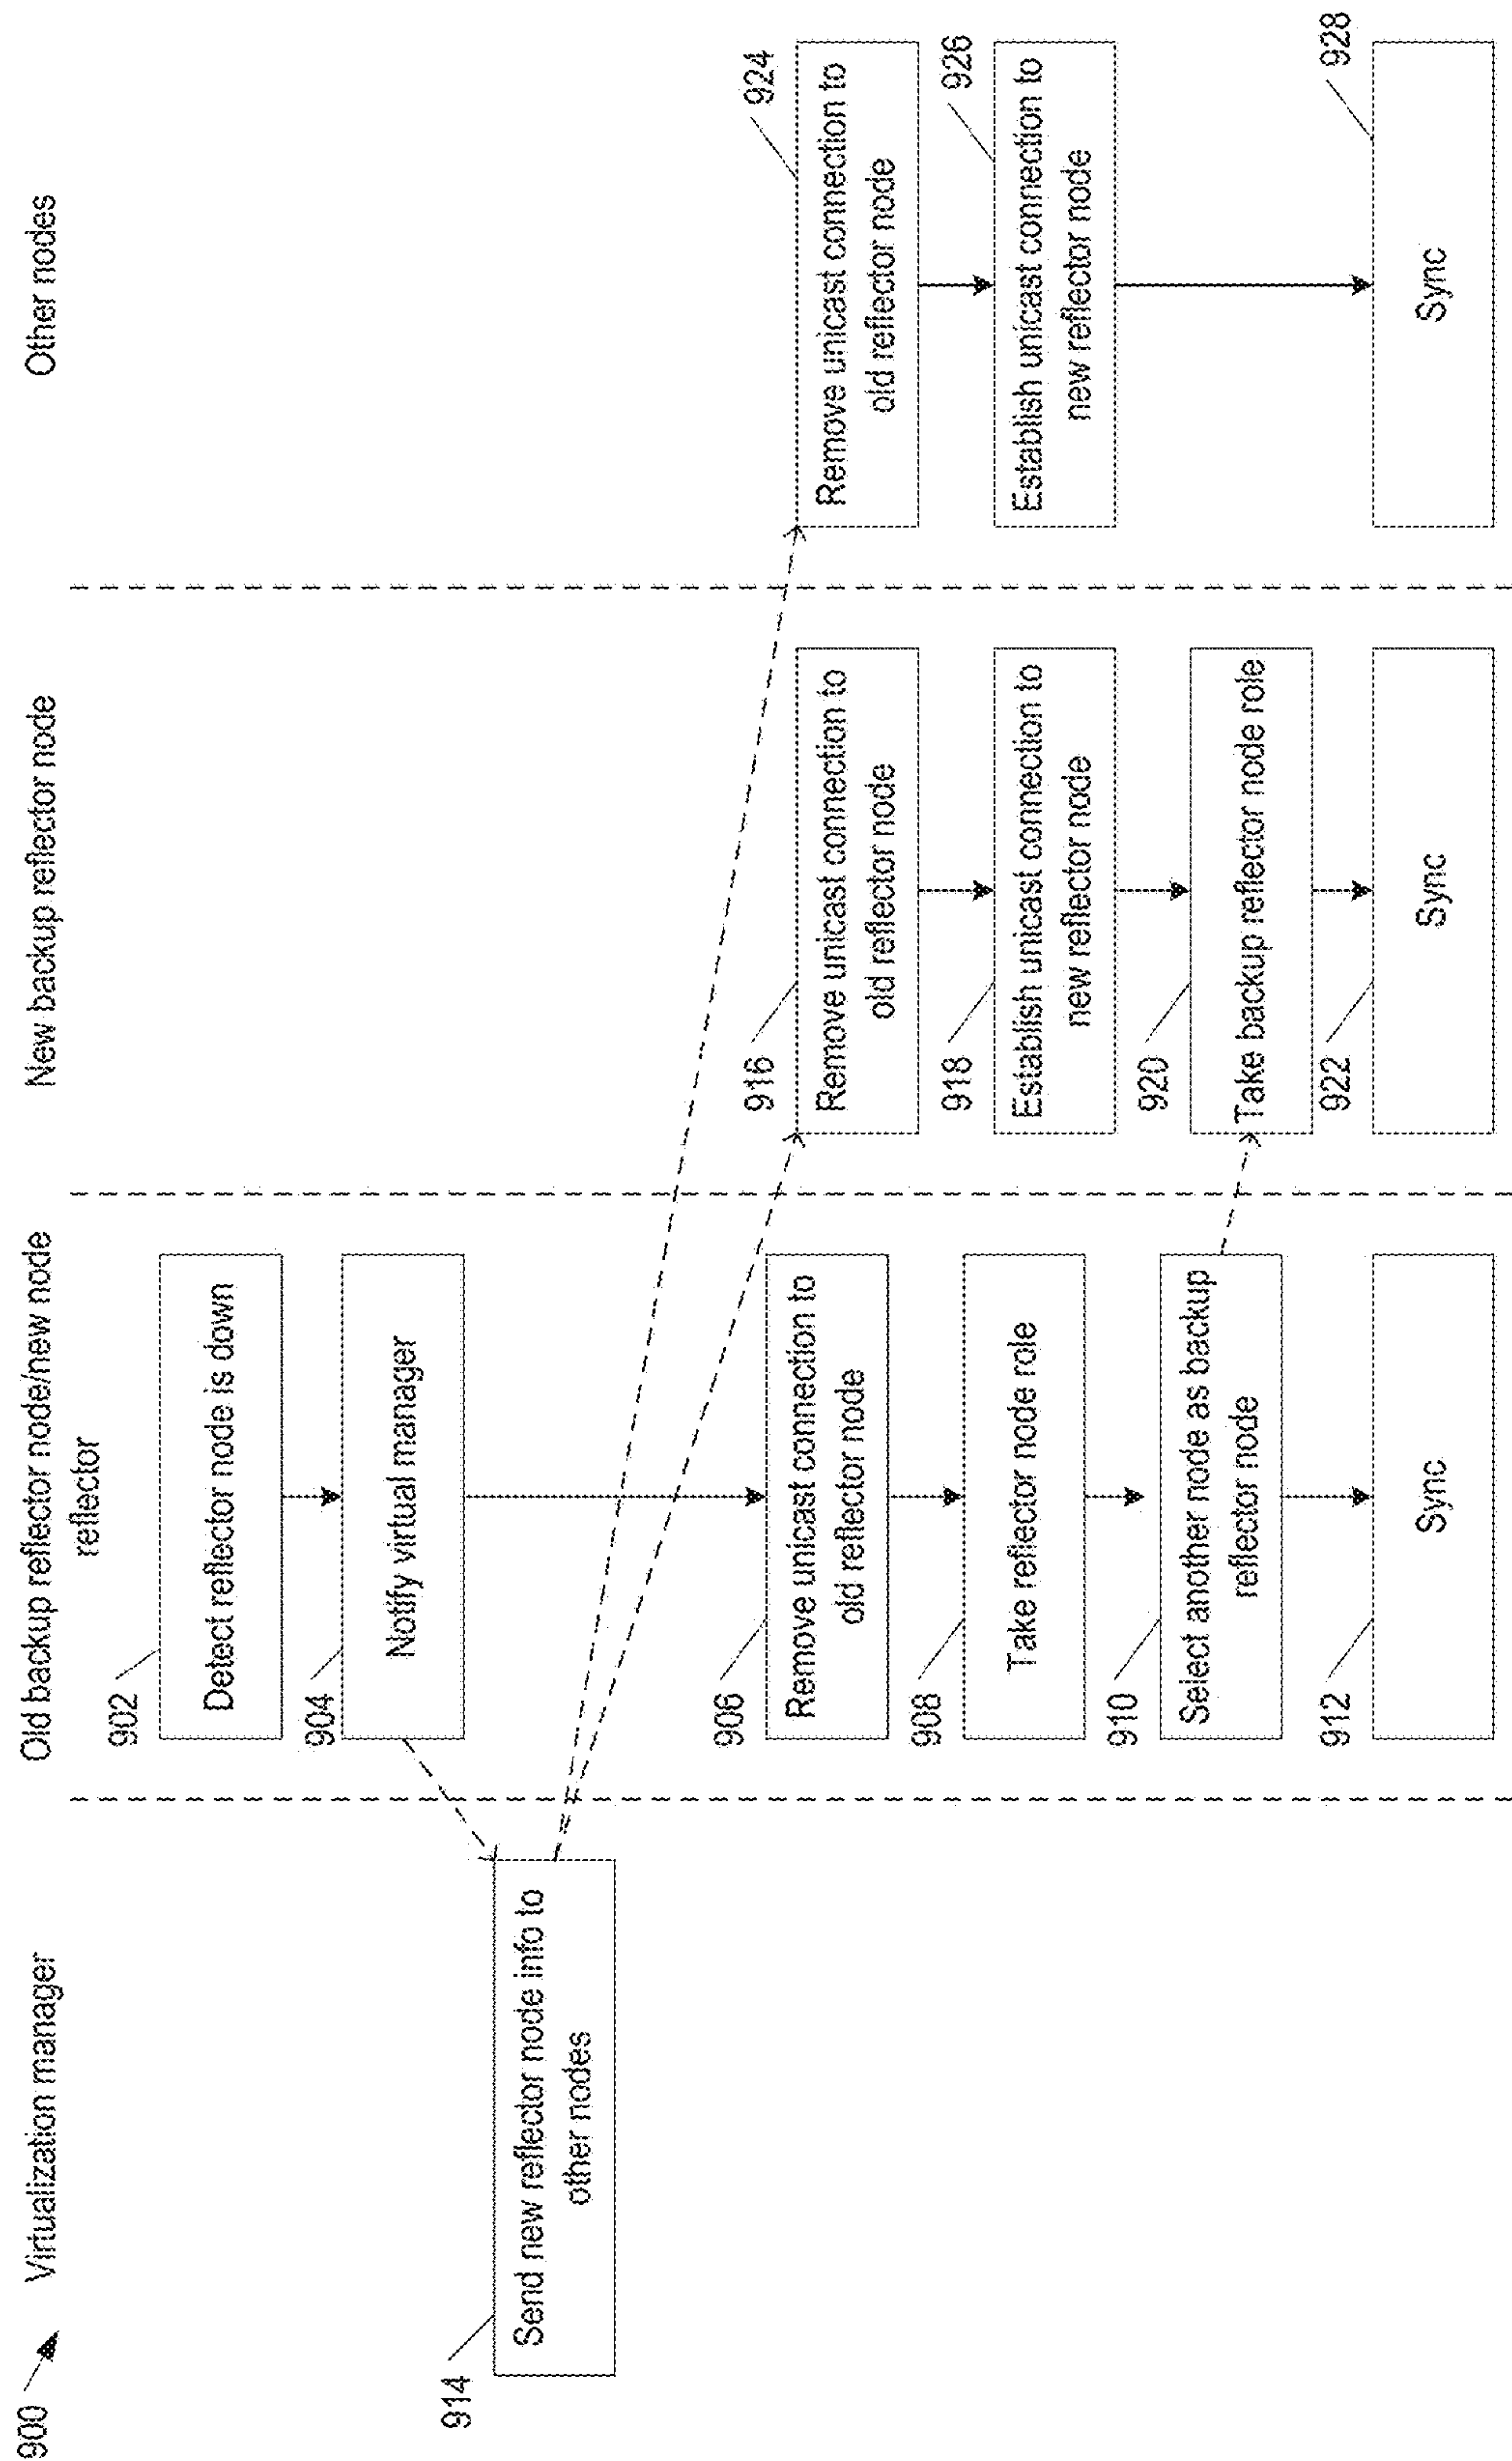 900
Virtualization manager
Old backup reflector node/new node
reflector
New backup reflector node
Other nodes
902
Detect reflector node is down
904
Notify virtual manager
914
Send new reflector node info to
other nodes
906
Remove unicast connection to
old reflector node
908
Take reflector node role
910
Select another node as backup
reflector node
912
Sync
916
Remove unicast connection to
old reflector node
918
Establish unicast connection to
new reflector node
920
Take backup reflector node role
922
Sync
924
Remove unicast connection to
old reflector node
926
Establish unicast connection to
new reflector node
928
Sync